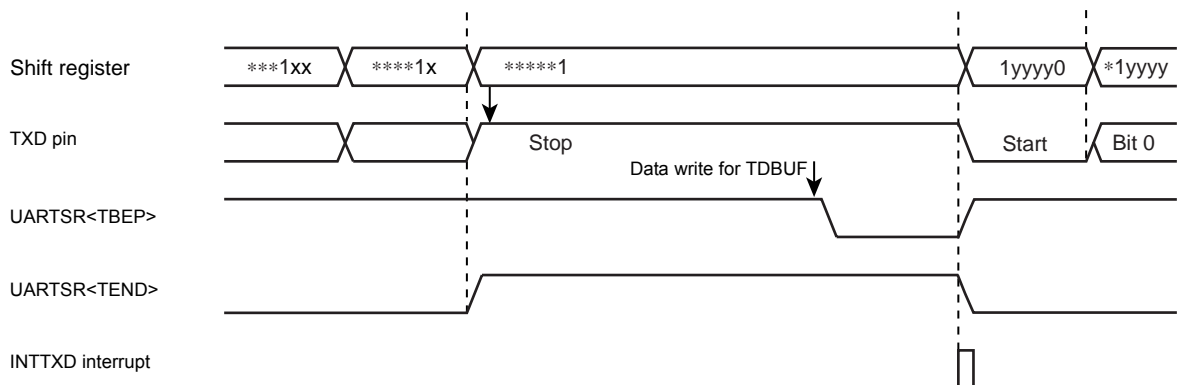 Shift register ***1xx ****1x *****1 1yyyy0 *1yyyy
TXD pin Stop Start Bit 0
Data write for TDBUF
UARTSR<TBEP>
UARTSR<TEND>
INTTXD interrupt